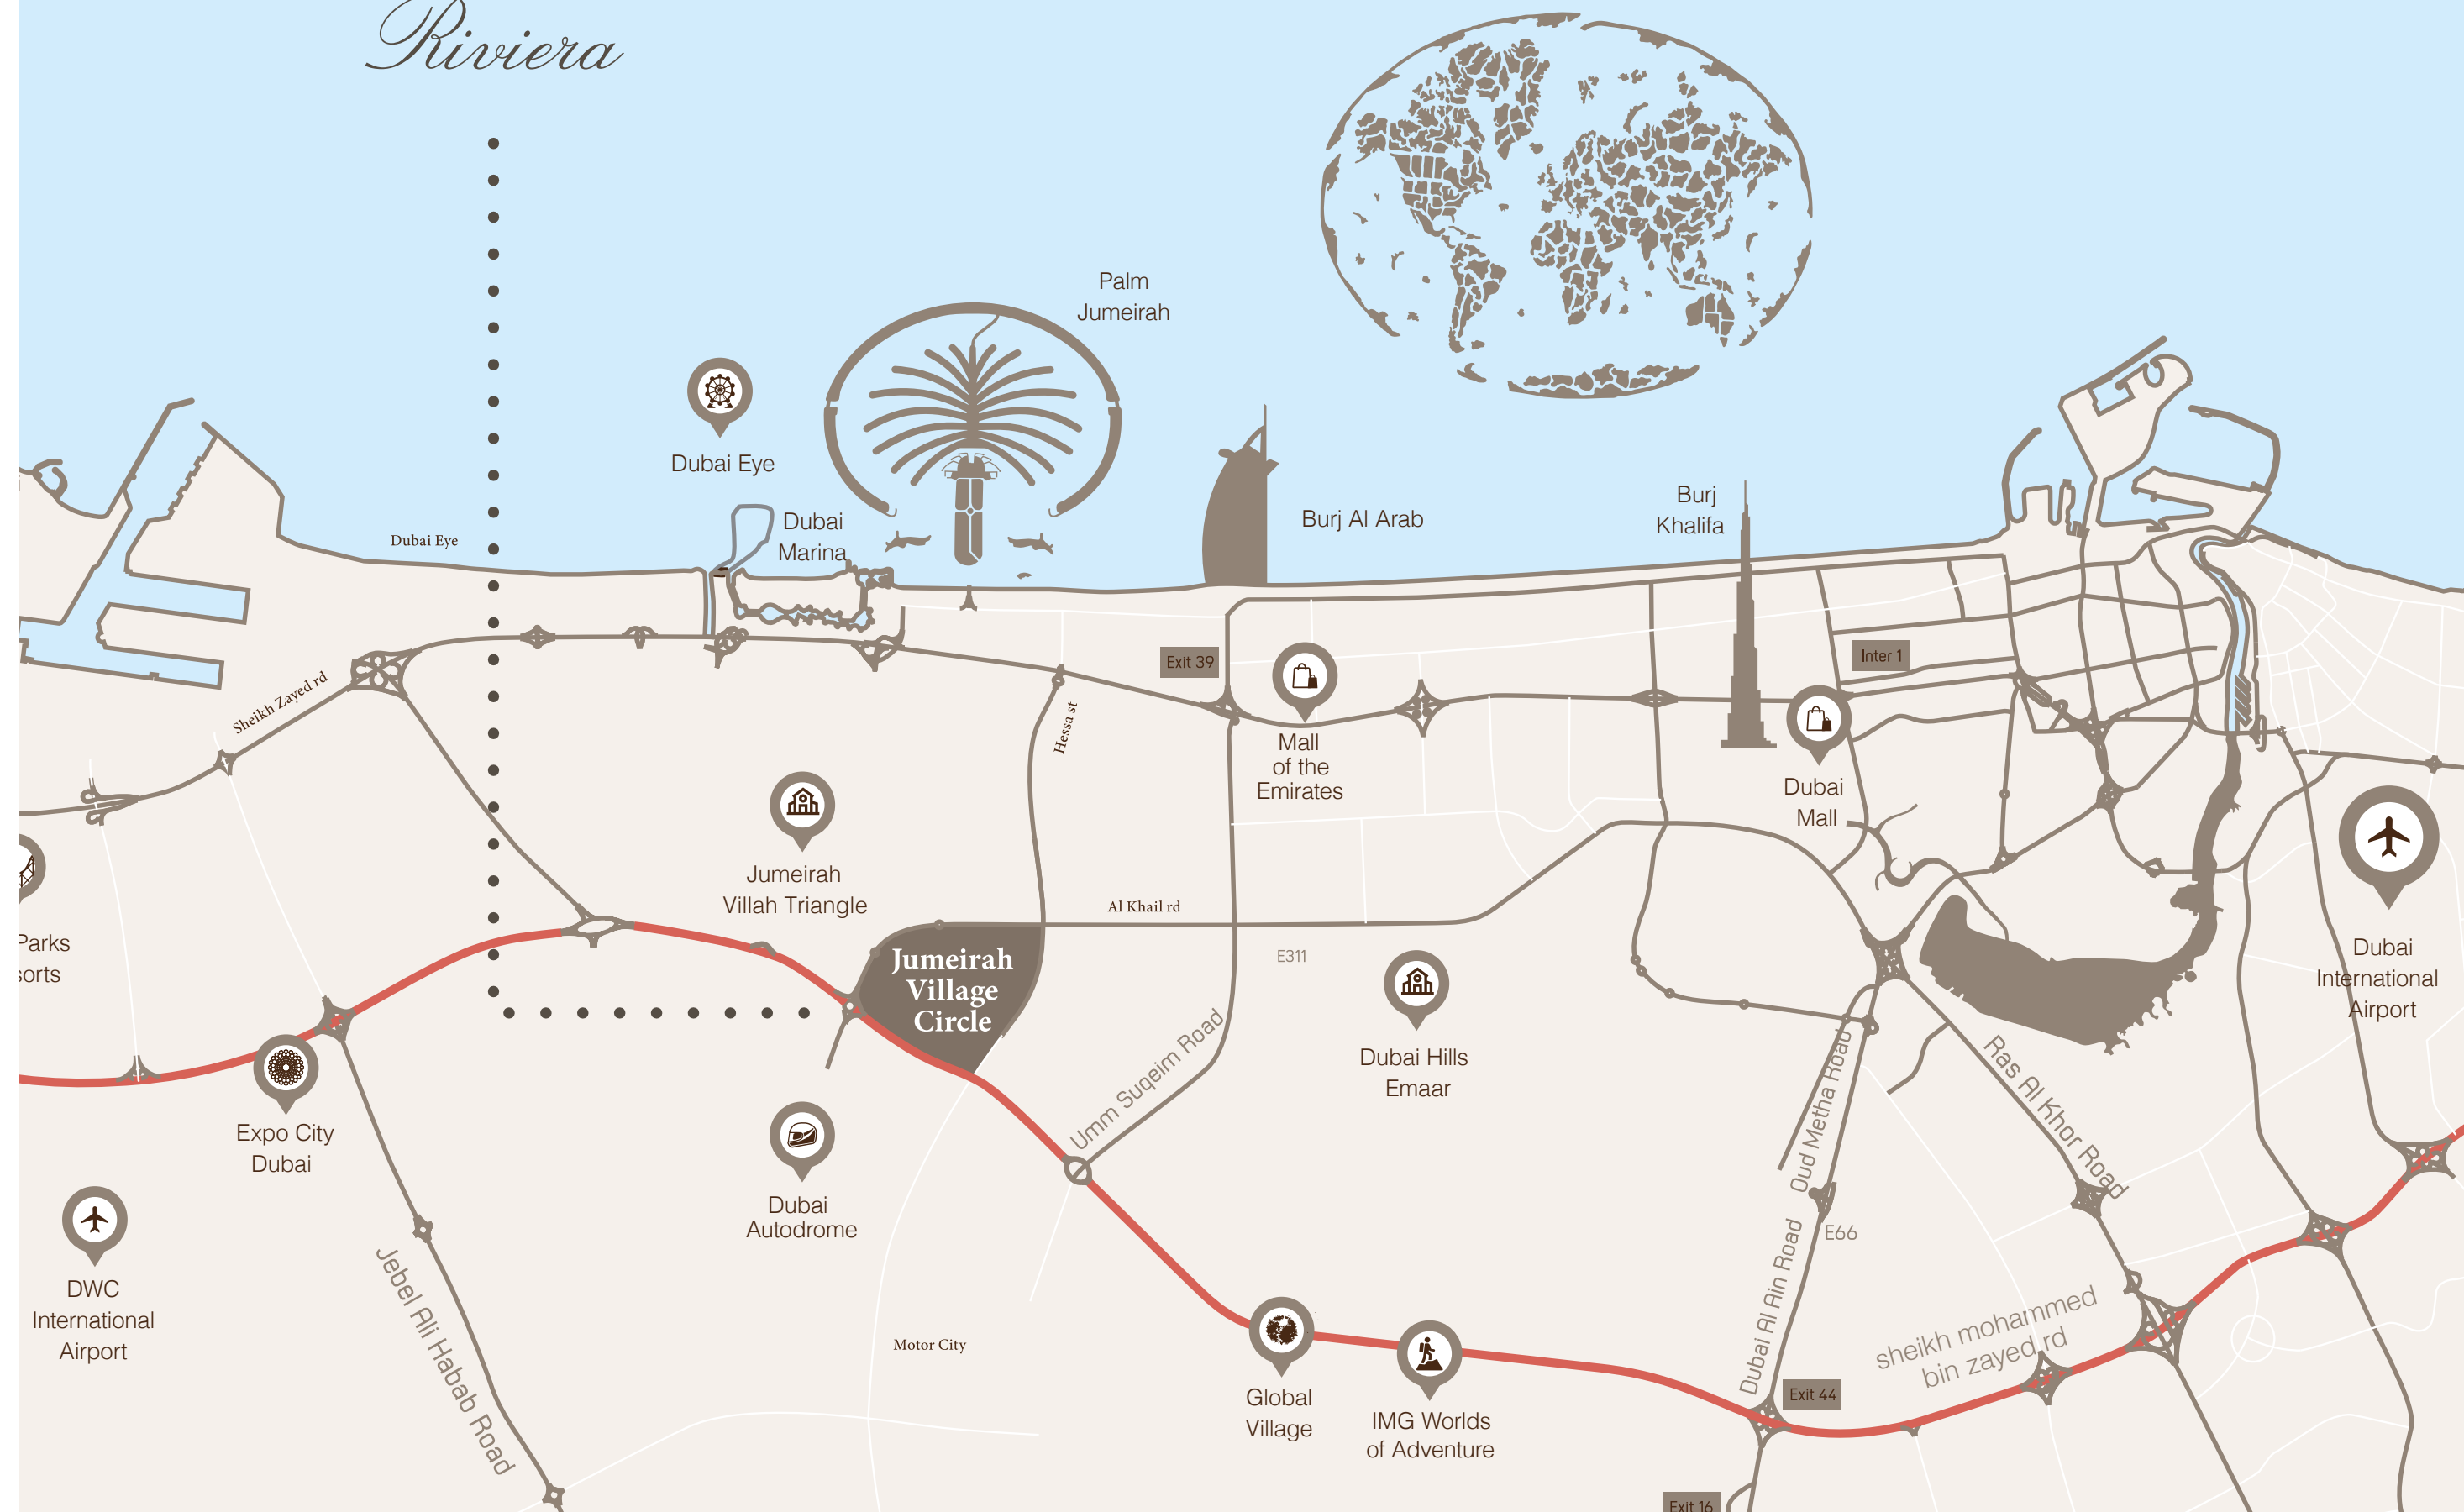 Riviera
Palm
Jumeirah
Dubai Eye
Dubai
Marina
Burj Al Arab
Burj
Khalifa
Dubai Eye
Sheikh Zayed rd
Hessa st
Exit 39
Inter 1
Mall
of the
Emirates
Dubai
Mall
Jumeirah
Villah Triangle
Al Khail rd
E311
Jumeirah
Village
Circle
Parks
sorts
Dubai
International
Airport
Dubai Hills
Emaar
Umm Suqeim Road
Oud Metha Road
Ras Al Khor Road
Expo City
Dubai
Dubai
Autodrome
DWC
International
Airport
Jebel Ali Habab Road
E66
Dubai Al Ain Road
sheikh mohammed
bin zayed rd
Motor City
Global
Village
IMG Worlds
of Adventure
Exit 44
Exit 16